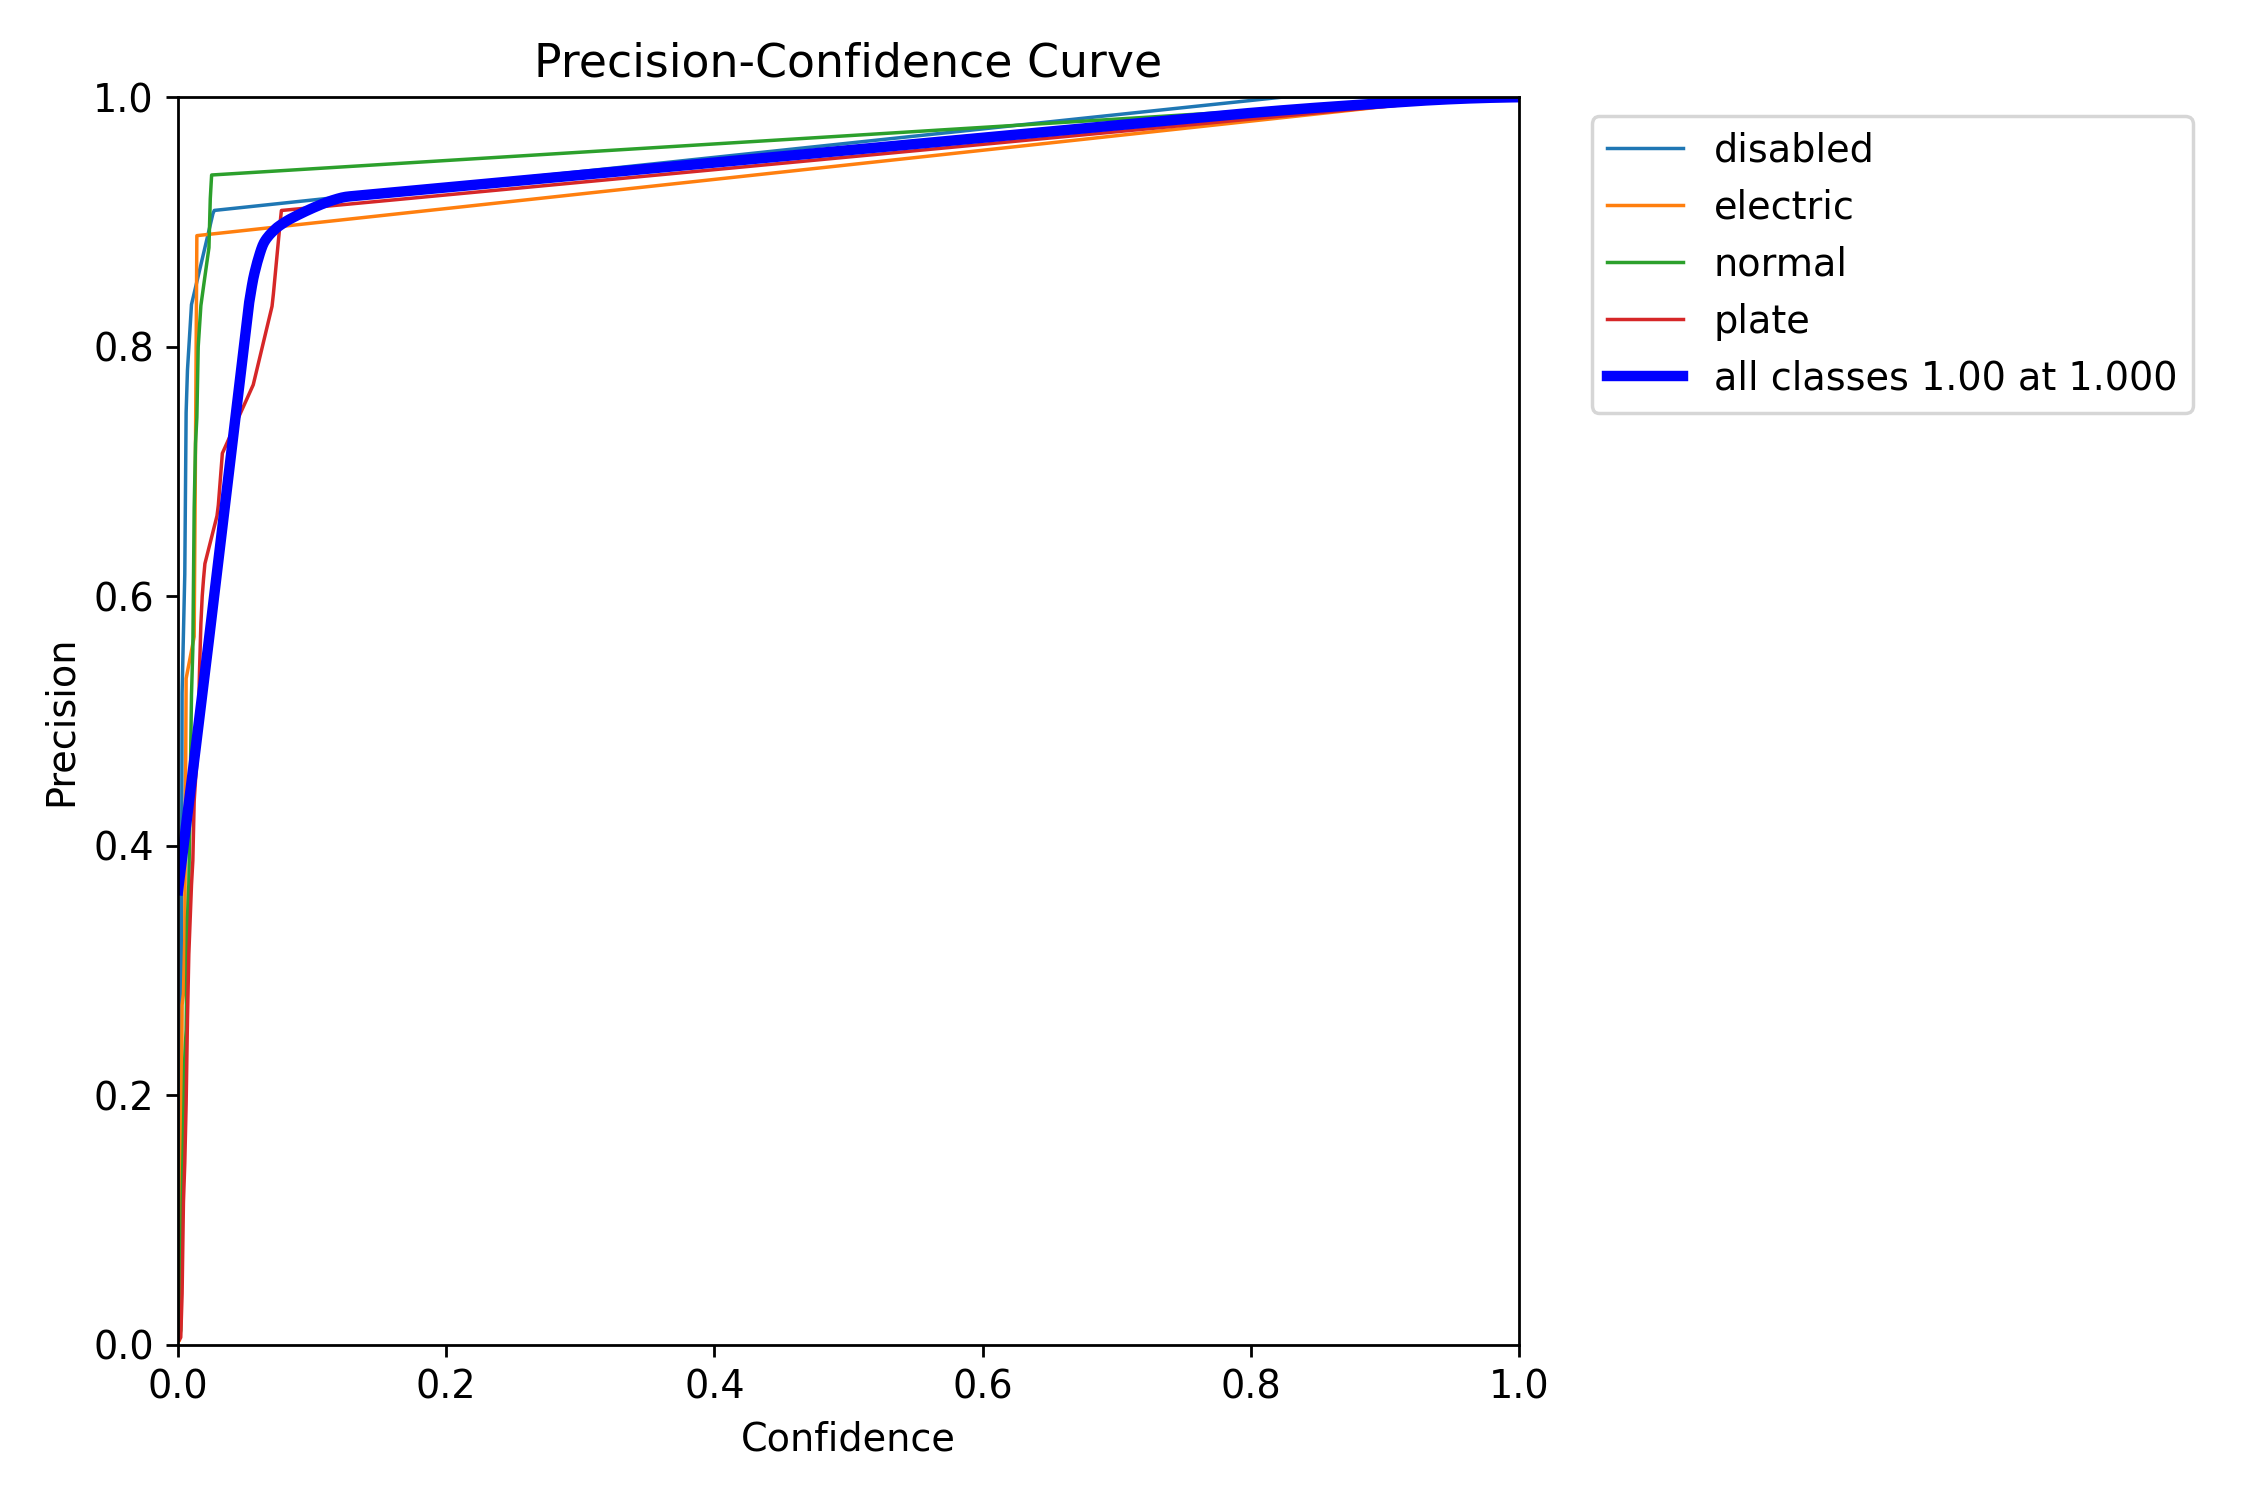 Precision-Confidence Curve
1.0
0.8
0.6
0.4
0.2
0.0
Precision
0.0 0.2 0.4 0.6 0.8 1.0
Confidence
disabled
electric
normal
plate
all classes 1.00 at 1.000